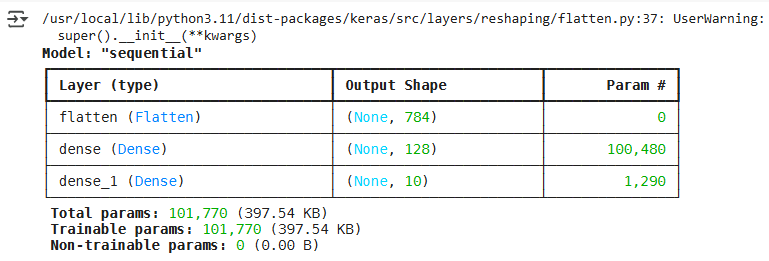 /usr/local/lib/python3.11/dist-packages/keras/src/layers/reshaping/flatten.py:37: UserWarning:
super().__init__(**kwargs)
Model: "sequential"
Layer (type) Output Shape Param #
flatten (Flatten) (None, 784) 0
dense (Dense) (None, 128) 100,480
dense_1 (Dense) (None, 10) 1,290
Total params: 101,770 (397.54 KB)
Trainable params: 101,770 (397.54 KB)
Non-trainable params: 0 (0.00 B)